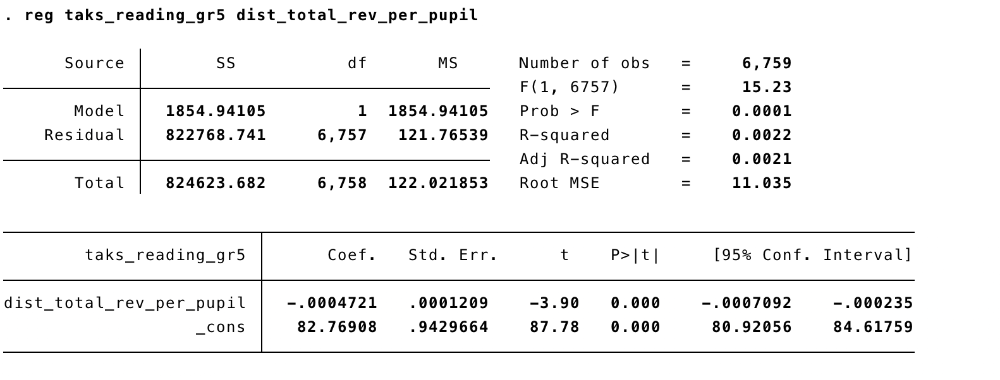 . reg taks_reading_gr5 dist_total_rev_per_pupil
Source SS df MS Number of obs = 6,759
F(1, 6757) = 15.23
Model 1854.94105 1 1854.94105 Prob > F = 0.0001
Residual 822768.741 6,757 121.76539 R-squared = 0.0022
Adj R-squared = 0.0021
Total 824623.682 6,758 122.021853 Root MSE = 11.035
taks_reading_gr5 Coef. Std. Err. t P>|t| [95% Conf. Interval]
dist_total_rev_per_pupil -.0004721 .0001209 -3.90 0.000 -.0007092 -.000235
_cons 82.76908 .9429664 87.78 0.000 80.92056 84.61759